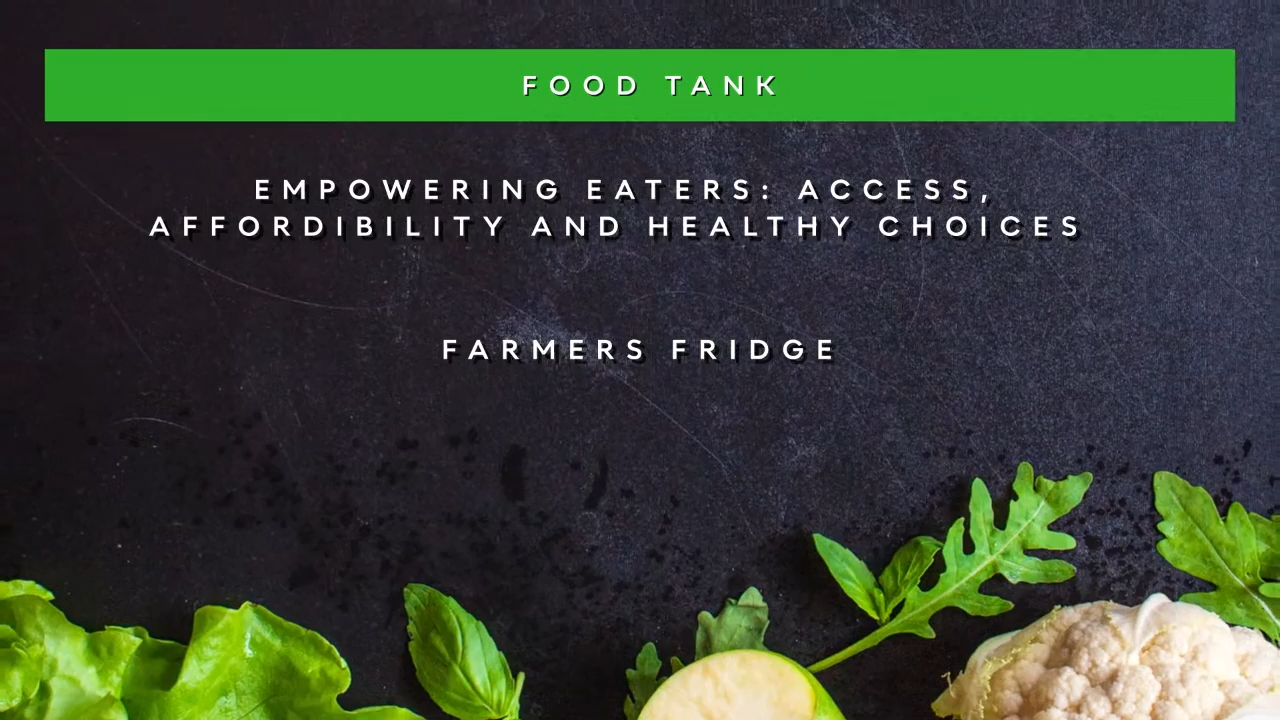 FOOD TANK
EMPOWERING EATERS: ACCESS,
AFFORDIBILITY AND HEALTHY CHOICES
FARMERS FRIDGE